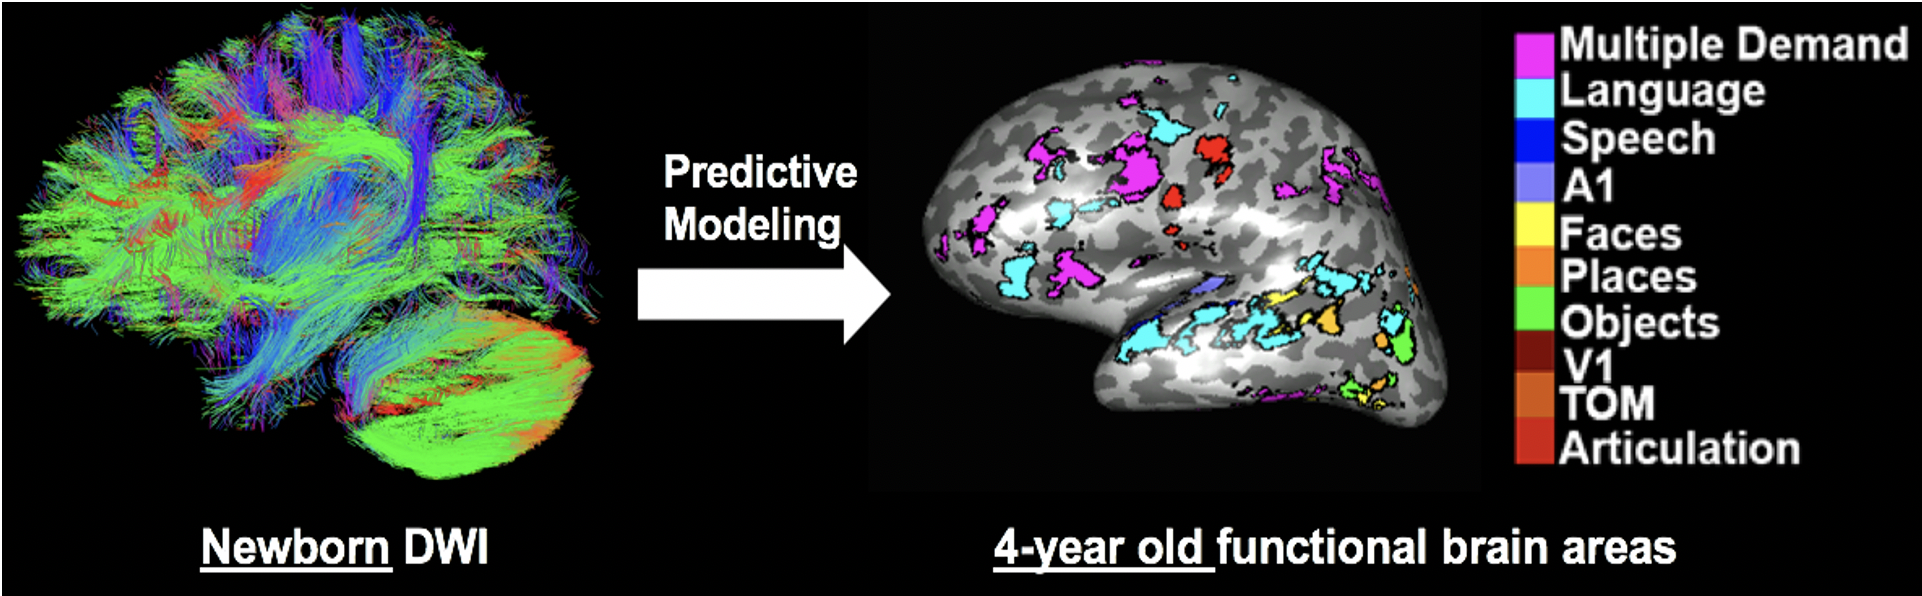 Predictive
Modeling
Multiple Demand
Language
Speech
A1
Faces
Places
Objects
V1
TOM
Articulation
Newborn DWI
4-year old functional brain areas